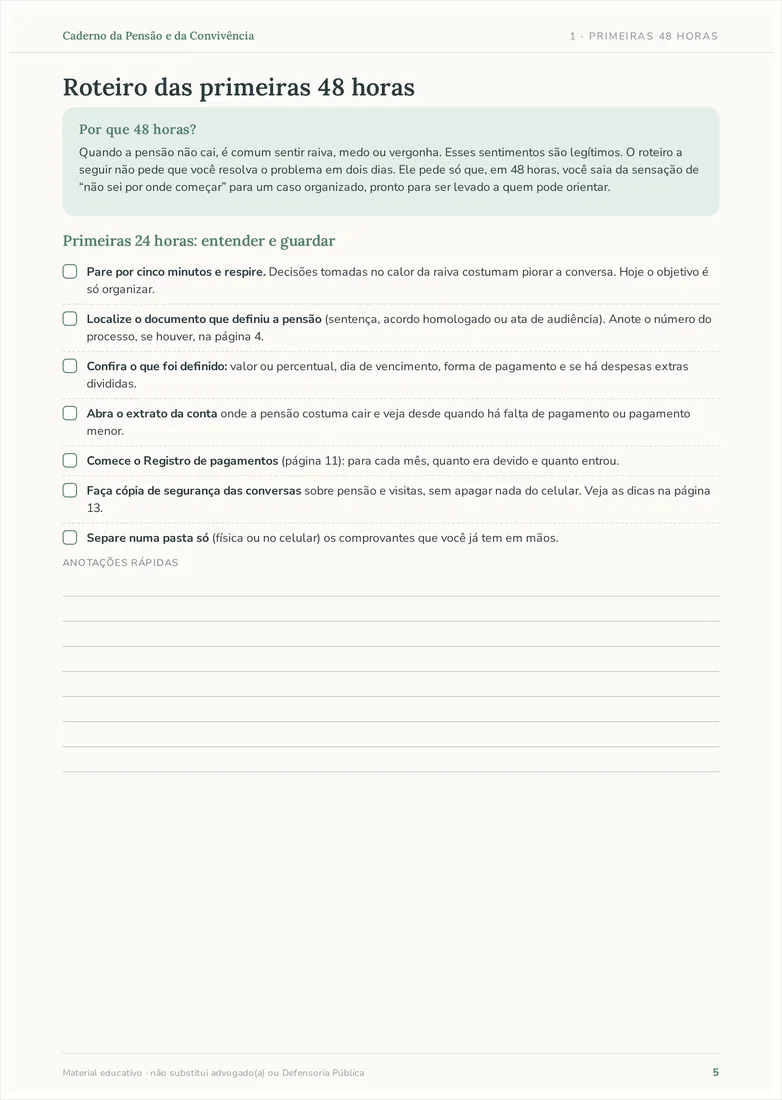 Caderno da Pensão e da Convivência
1 · PRIMEIRAS 48 HORAS
Roteiro das primeiras 48 horas
Por que 48 horas?
Quando a pensão não cai, é comum sentir raiva, medo ou vergonha. Esses sentimentos são legítimos. O roteiro a
seguir não pede que você resolva o problema em dois dias. Ele pede só que, em 48 horas, você saia da sensação de
“não sei por onde começar” para um caso organizado, pronto para ser levado a quem pode orientar.
Primeiras 24 horas: entender e guardar
Pare por cinco minutos e respire. Decisões tomadas no calor da raiva costumam piorar a conversa. Hoje o objetivo é
só organizar.
Localize o documento que definiu a pensão (sentença, acordo homologado ou ata de audiência). Anote o número do
processo, se houver, na página 4.
Confira o que foi definido: valor ou percentual, dia de vencimento, forma de pagamento e se há despesas extras
divididas.
Abra o extrato da conta onde a pensão costuma cair e veja desde quando há falta de pagamento ou pagamento
menor.
Comece o Registro de pagamentos (página 11): para cada mês, quanto era devido e quanto entrou.
Faça cópia de segurança das conversas sobre pensão e visitas, sem apagar nada do celular. Veja as dicas na página
13.
Separe numa pasta só (física ou no celular) os comprovantes que você já tem em mãos.
ANOTAÇÕES RÁPIDAS
Material educativo · não substitui advogado(a) ou Defensoria Pública
5